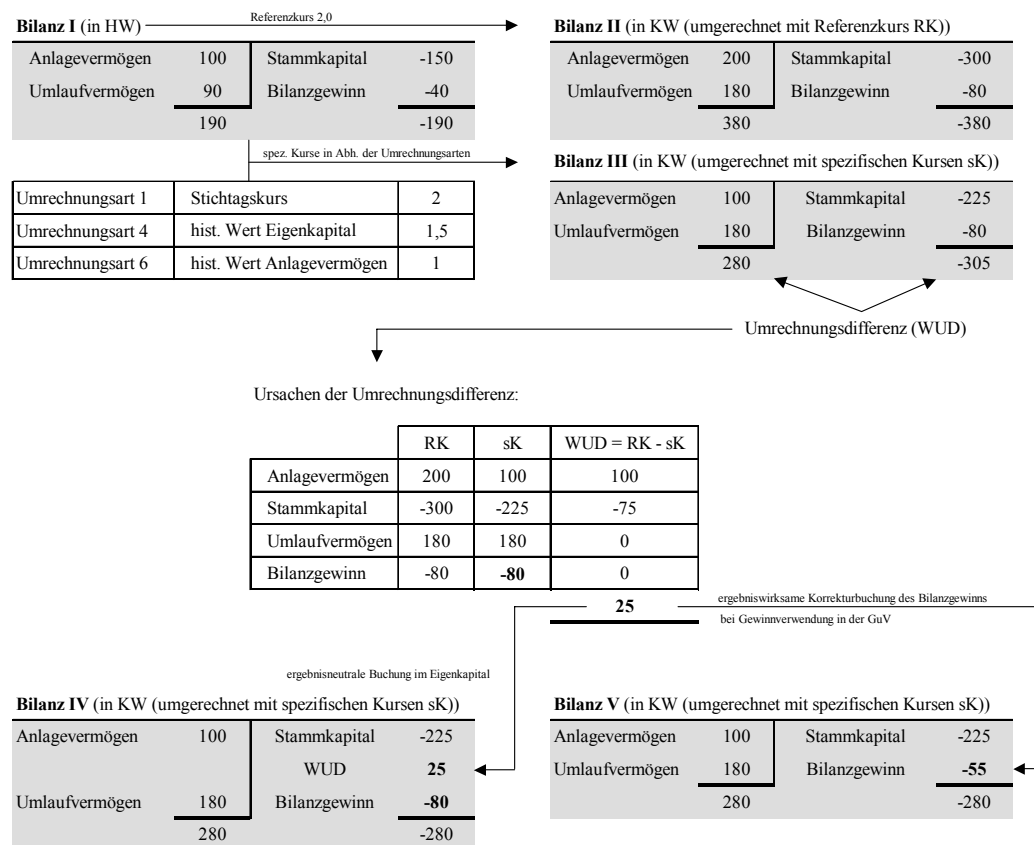 Referenzkurs 2,0
Bilanz I (in HW)
Anlagevermögen 100 Stammkapital -150
Umlaufvermögen 90 Bilanzgewinn -40
190 -190
Bilanz II (in KW (umgerechnet mit Referenzkurs RK))
Anlagevermögen 200 Stammkapital -300
Umlaufvermögen 180 Bilanzgewinn -80
380 -380
spez. Kurse in Abh. der Umrechnungsarten
Umrechnungsart 1 Stichtagskurs 2
Umrechnungsart 4 hist. Wert Eigenkapital 1,5
Umrechnungsart 6 hist. Wert Anlagevermögen 1
Bilanz III (in KW (umgerechnet mit spezifischen Kursen sK))
Anlagevermögen 100 Stammkapital -225
Umlaufvermögen 180 Bilanzgewinn -80
280 -305
Umrechnungsdifferenz (WUD)
Ursachen der Umrechnungsdifferenz:
RK sK WUD = RK - sK
Anlagevermögen 200 100 100
Stammkapital -300 -225 -75
Umlaufvermögen 180 180 0
Bilanzgewinn -80 -80 0
25
ergebniswirksame Korrekturbuchung des Bilanzgewinns
bei Gewinnverwendung in der GuV
ergebnisneutrale Buchung im Eigenkapital
Bilanz IV (in KW (umgerechnet mit spezifischen Kursen sK))
Anlagevermögen 100 Stammkapital -225
WUD 25
Umlaufvermögen 180 Bilanzgewinn -80
280 -280
Bilanz V (in KW (umgerechnet mit spezifischen Kursen sK))
Anlagevermögen 100 Stammkapital -225
Umlaufvermögen 180 Bilanzgewinn -55
280 -280